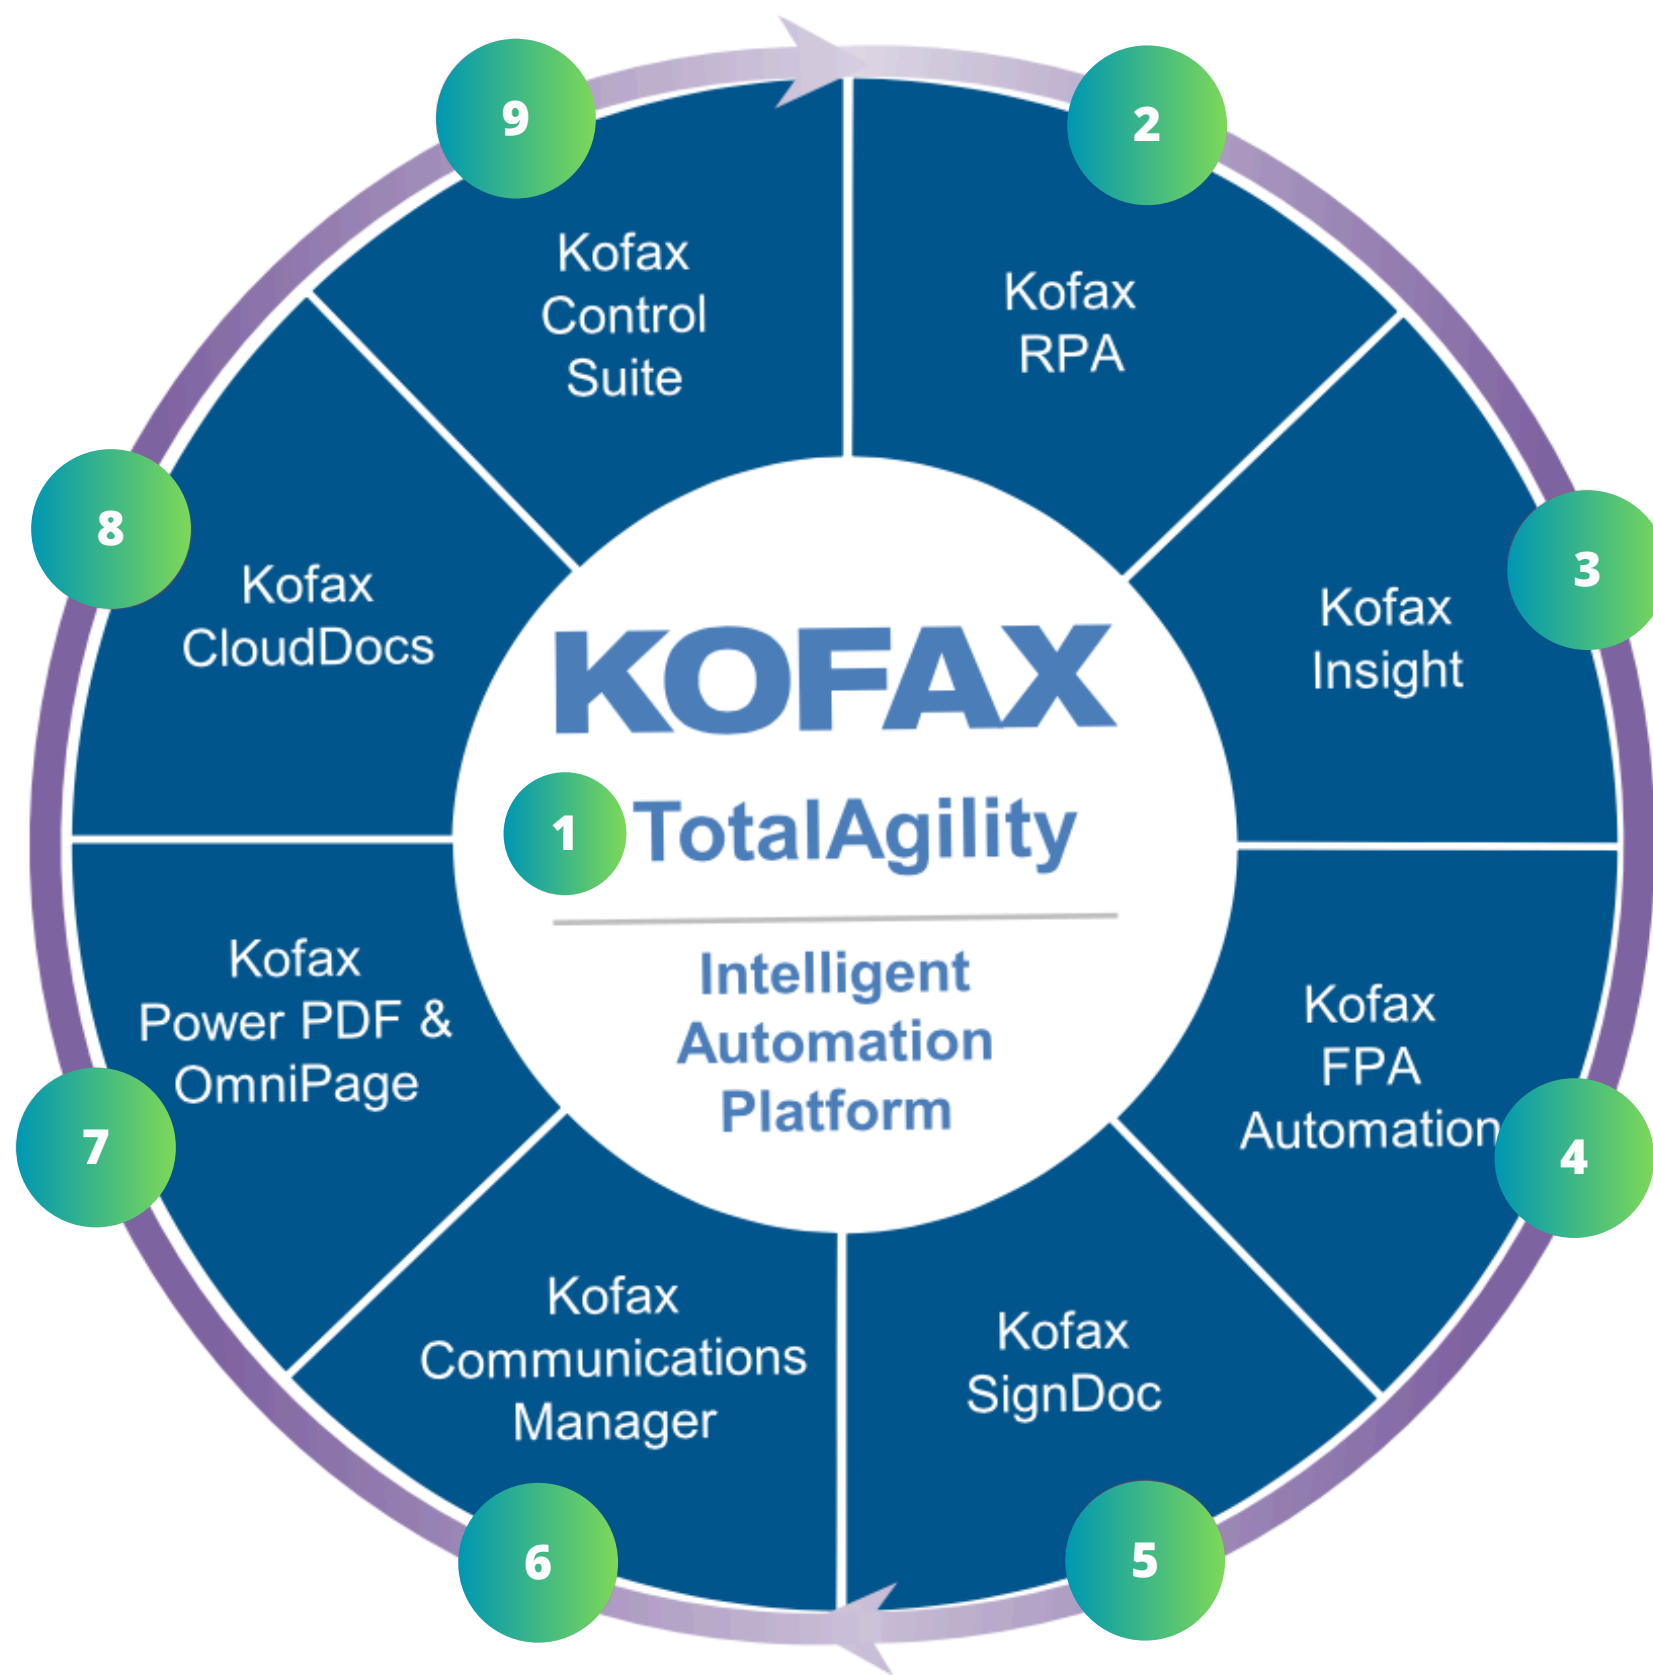 KOFAX
1
TotalAgility
Intelligent
Automation
Platform
2
Kofax
RPA
3
Kofax
Insight
4
Kofax
FPA
Automation
5
Kofax
SignDoc
6
Kofax
Communications
Manager
7
Kofax
Power PDF &
OmniPage
8
Kofax
CloudDocs
9
Kofax
Control
Suite